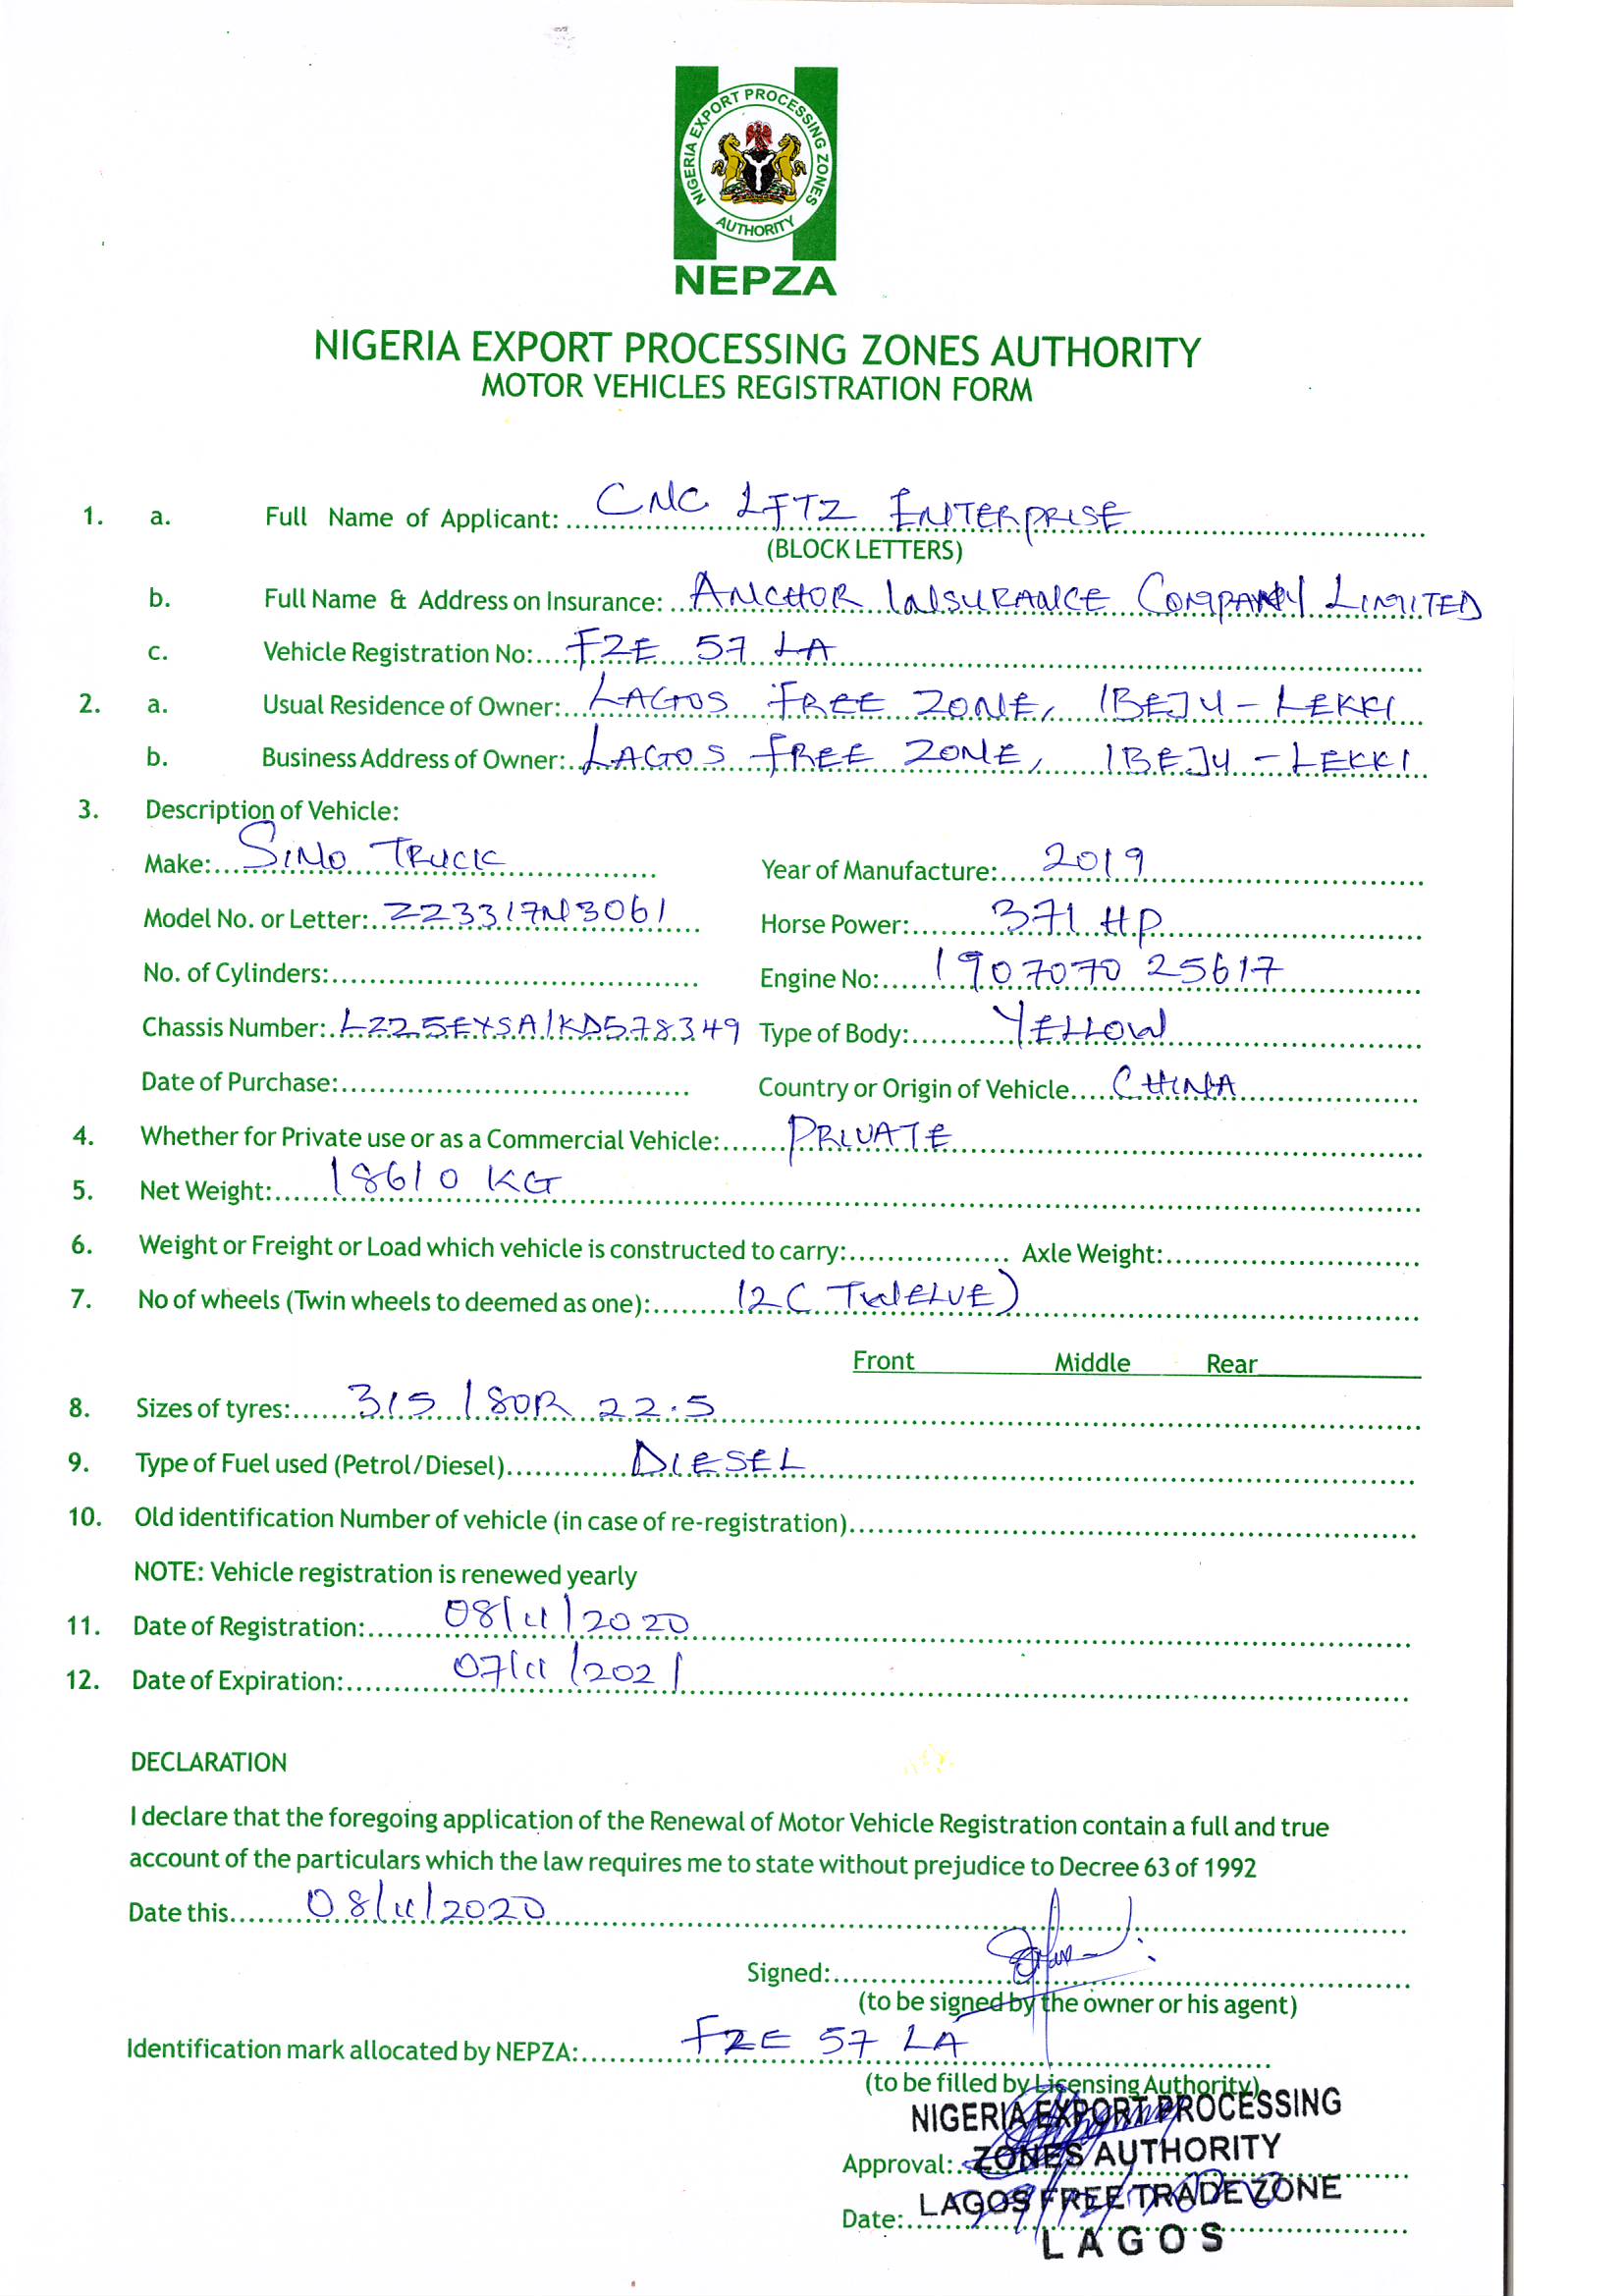 NIGERIA EXPORT PROCESSING ZONES AUTHORITY
NEPZA
NIGERIA EXPORT PROCESSING ZONES AUTHORITY
MOTOR VEHICLES REGISTRATION FORM
1. a. Full Name of Applicant: CNC LFTZ ENTERPRISE
(BLOCK LETTERS)
b. Full Name & Address on Insurance: ANCHOR INSURANCE COMPANY LIMITED
c. Vehicle Registration No: FZE 57 LA
2. a. Usual Residence of Owner: LAGOS FREE ZONE, IBEJU-LEKKI
b. Business Address of Owner: LAGOS FREE ZONE, IBEJU-LEKKI
3. Description of Vehicle:
Make: SINO TRUCK Year of Manufacture: 2019
Model No. or Letter: ZZ3317N3061 Horse Power: 371 HP
No. of Cylinders: Engine No: 190707025617
Chassis Number: LZZ5EXSA1KD578349 Type of Body: YELLOW
Date of Purchase: Country or Origin of Vehicle CHINA
4. Whether for Private use or as a Commercial Vehicle: PRIVATE
5. Net Weight: 18610 KG
6. Weight or Freight or Load which vehicle is constructed to carry: Axle Weight:
7. No of wheels (Twin wheels to deemed as one): 12 (TWELVE)
Front Middle Rear
8. Sizes of tyres: 315/80R 22.5
9. Type of Fuel used (Petrol/Diesel) DIESEL
10. Old identification Number of vehicle (in case of re-registration)
NOTE: Vehicle registration is renewed yearly
11. Date of Registration: 08/11/2020
12. Date of Expiration: 07/11/2021
DECLARATION
I declare that the foregoing application of the Renewal of Motor Vehicle Registration contain a full and true
account of the particulars which the law requires me to state without prejudice to Decree 63 of 1992
Date this 08/11/2020
Signed:
(to be signed by the owner or his agent)
Identification mark allocated by NEPZA: FZE 57 LA
(to be filled by Licensing Authority)
NIGERIA EXPORT PROCESSING
ZONES AUTHORITY
Approval:
LAGOS FREE TRADE ZONE
Date:
LAGOS